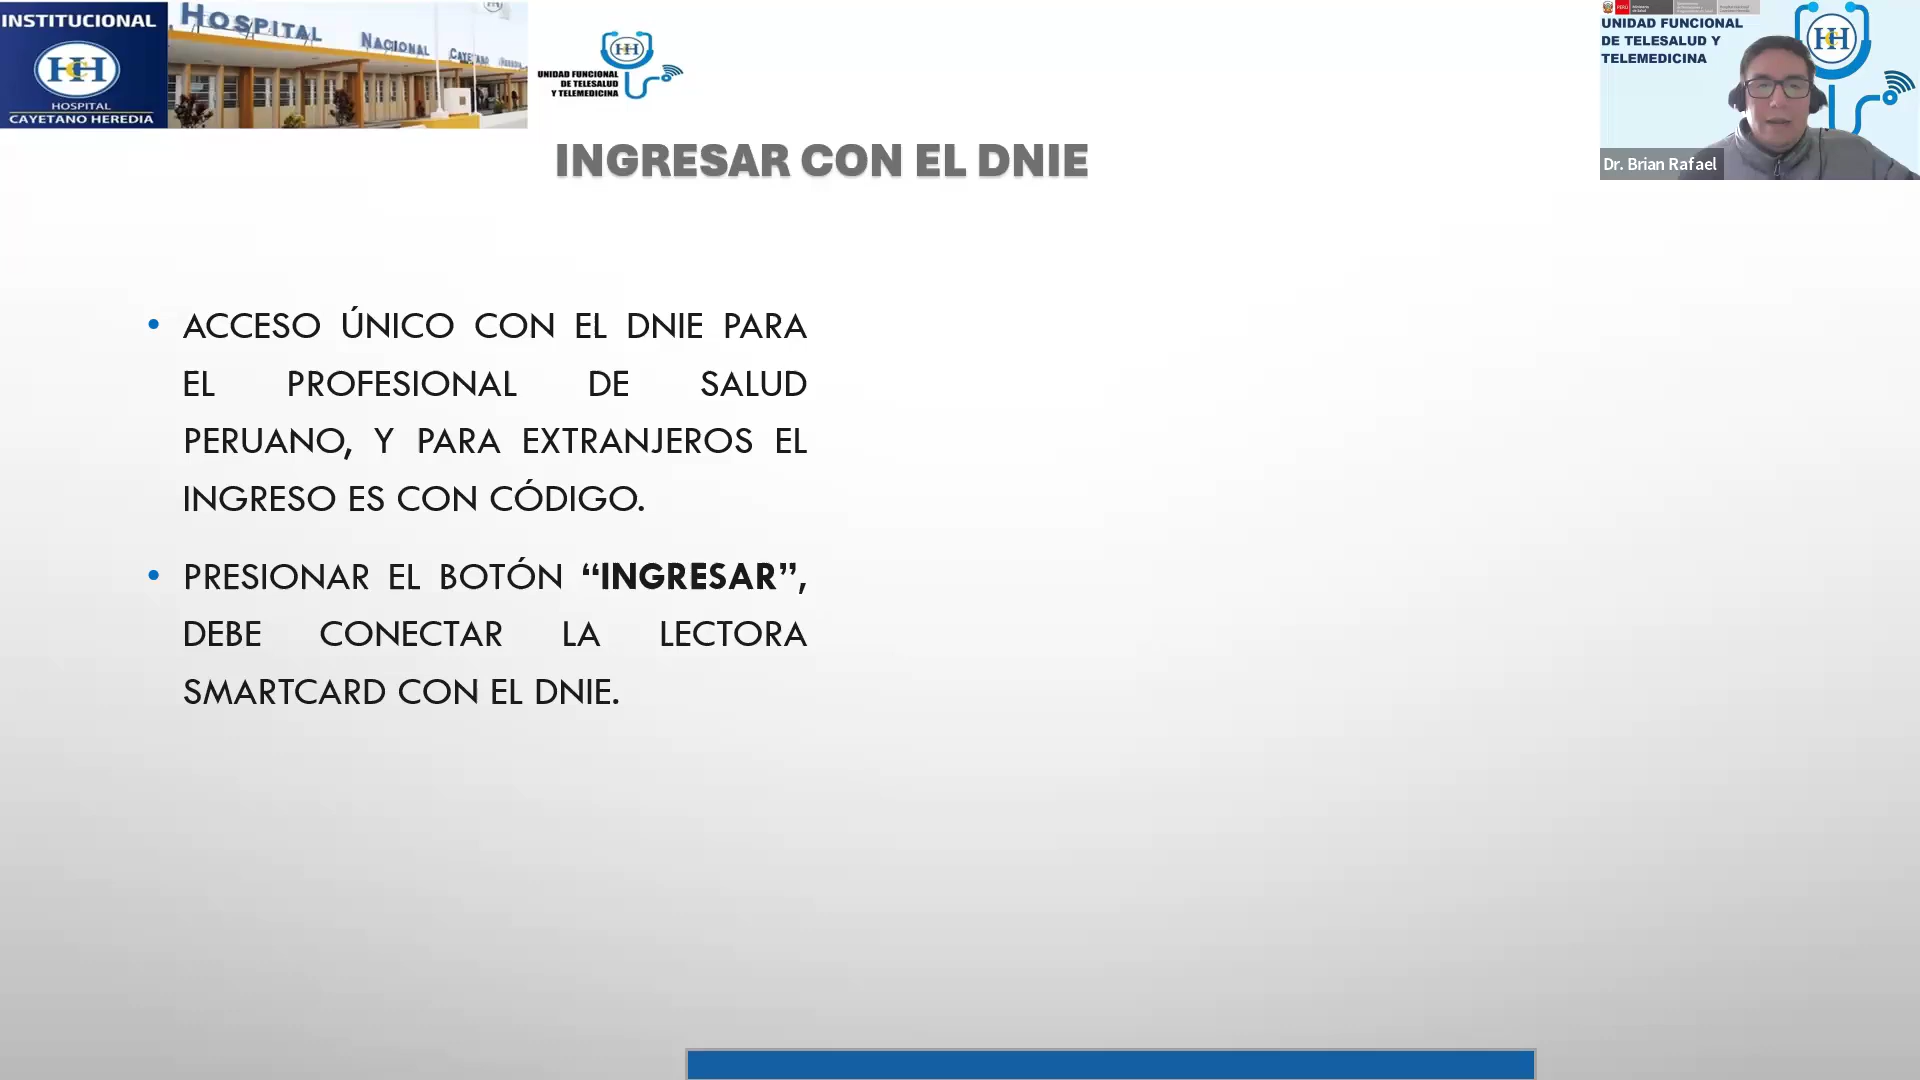 INSTITUCIONAL
HOSPITAL
CAYETANO HEREDIA
HOSPITAL NACIONAL CAYETANO HEREDIA
UNIDAD FUNCIONAL
DE TELESALUD
Y TELEMEDICINA
UNIDAD FUNCIONAL
DE TELESALUD Y
TELEMEDICINA
Dr. Brian Rafael
INGRESAR CON EL DNIE
• ACCESO ÚNICO CON EL DNIE PARA
EL PROFESIONAL DE SALUD
PERUANO, Y PARA EXTRANJEROS EL
INGRESO ES CON CÓDIGO.
• PRESIONAR EL BOTÓN “INGRESAR”,
DEBE CONECTAR LA LECTORA
SMARTCARD CON EL DNIE.